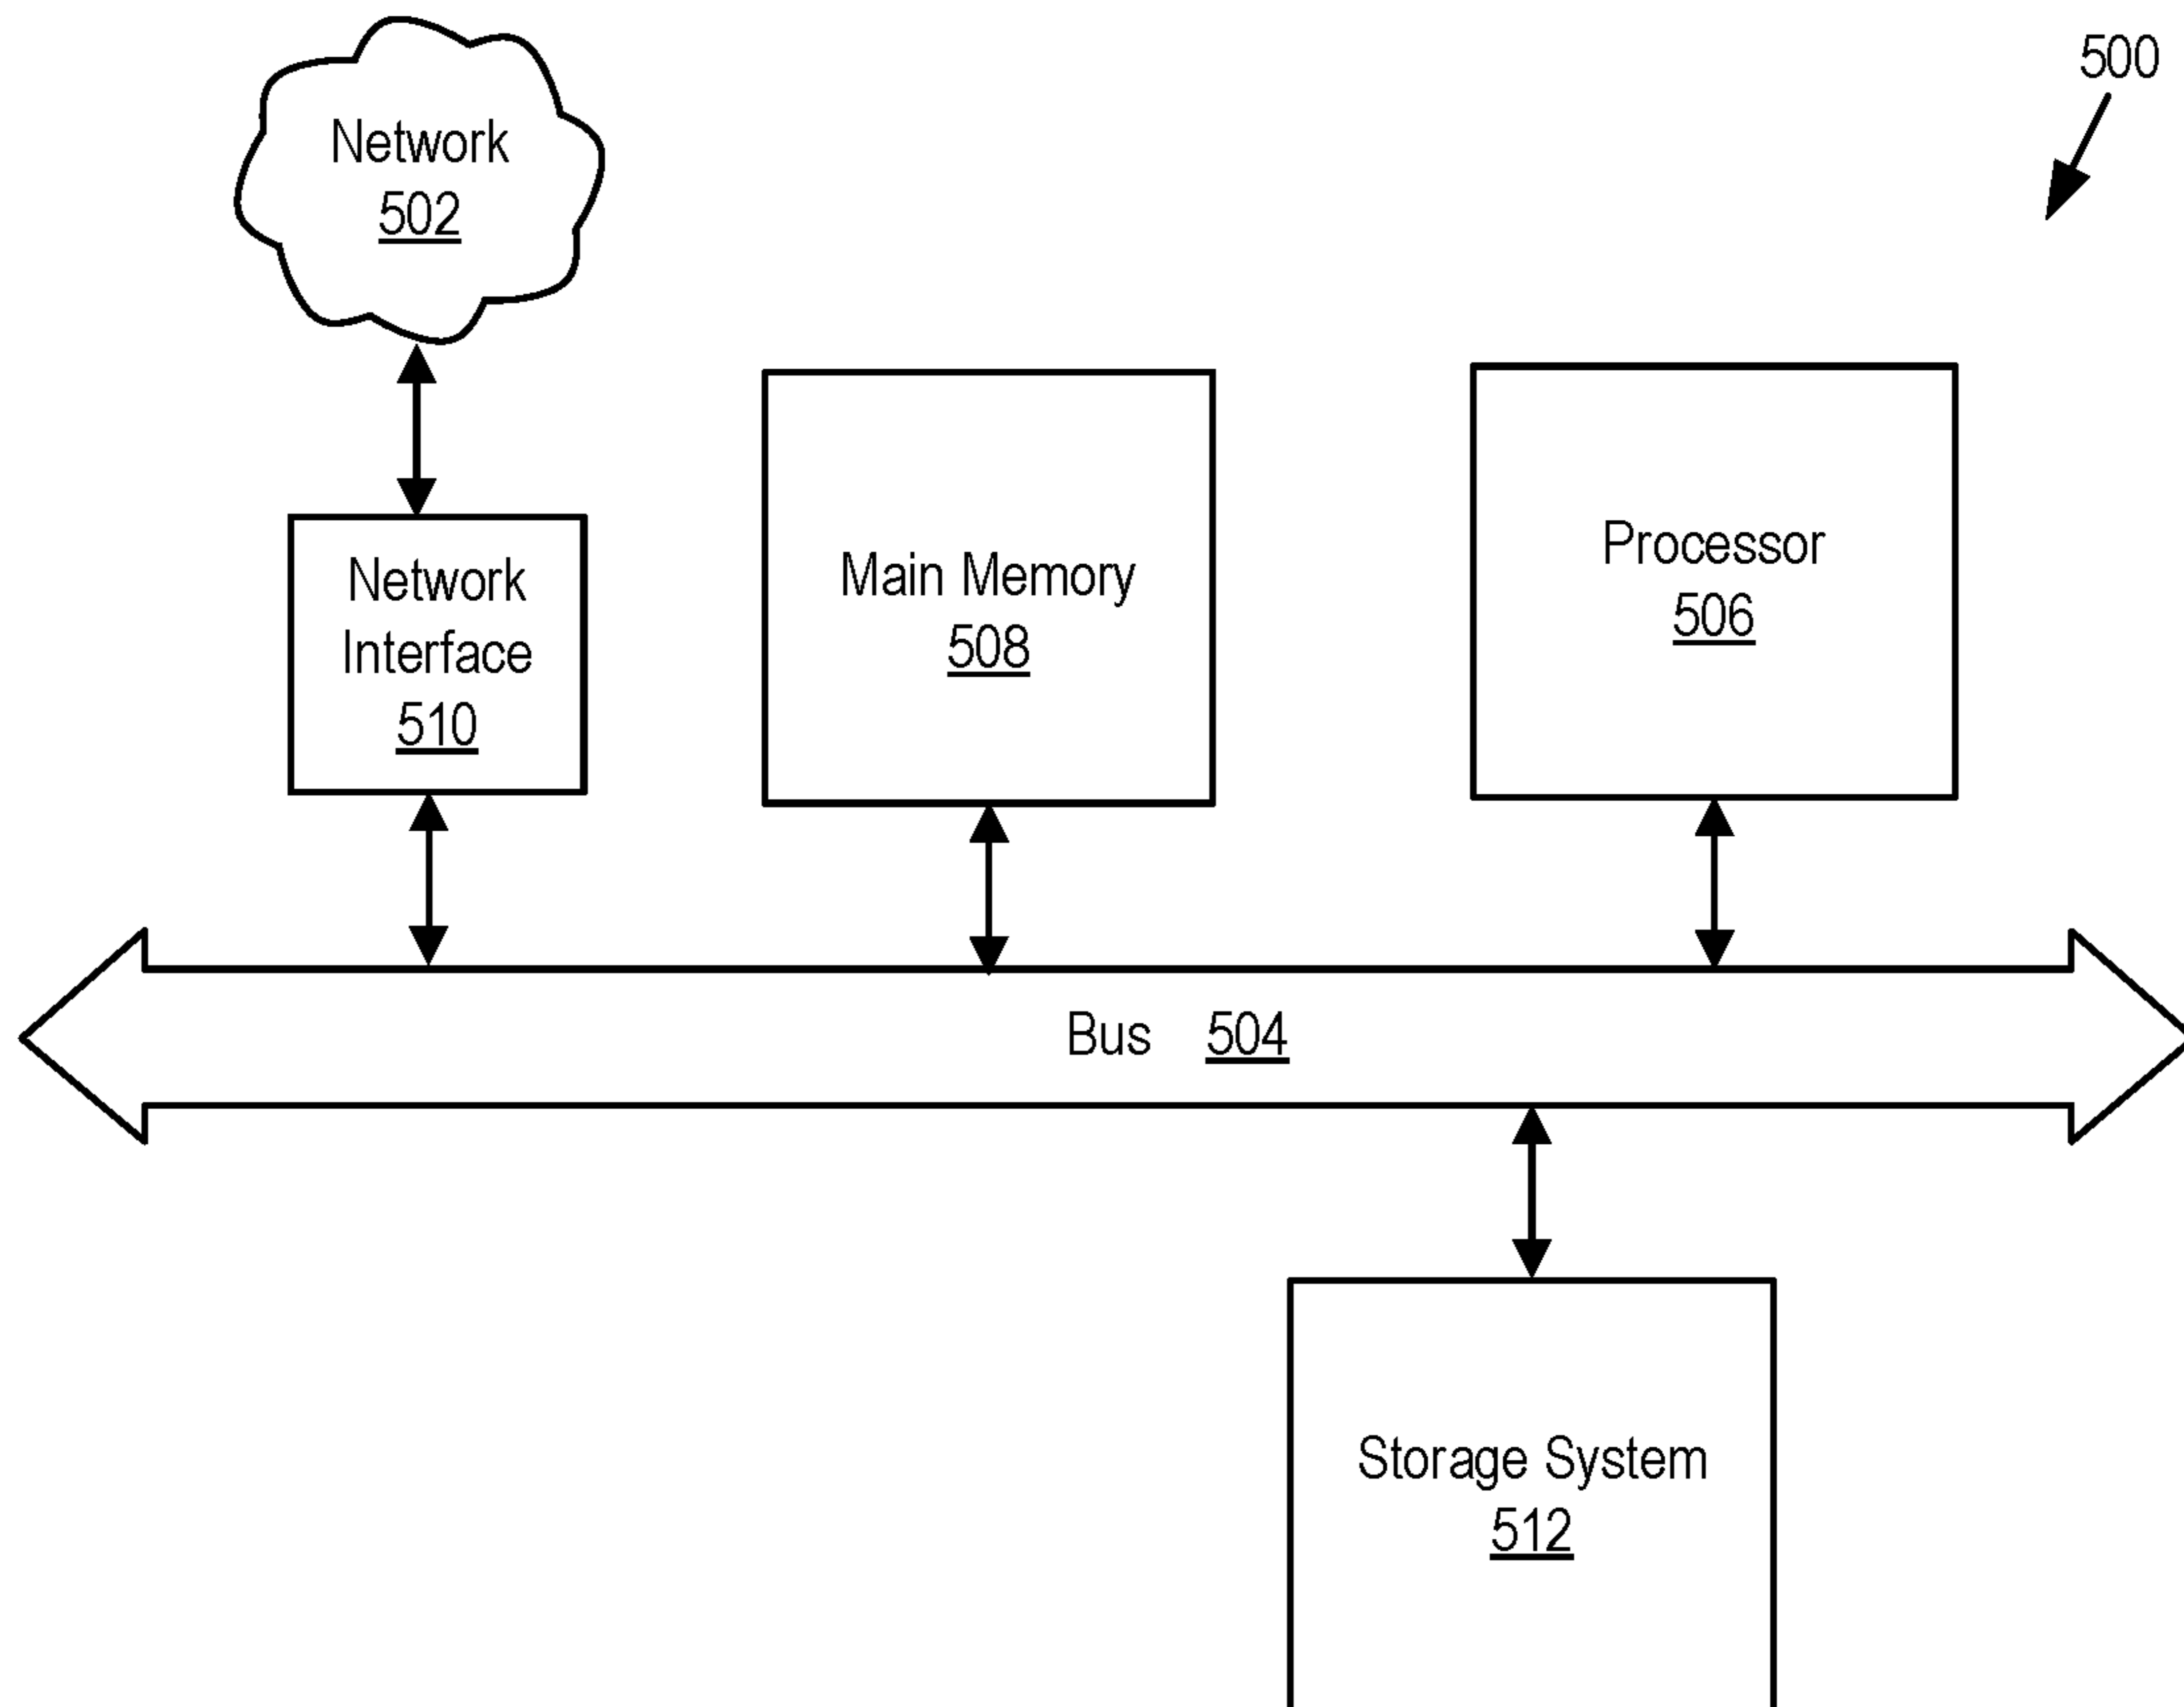 500
Network
502
Network
Interface
510
Main Memory
508
Processor
506
Bus 504
Storage System
512